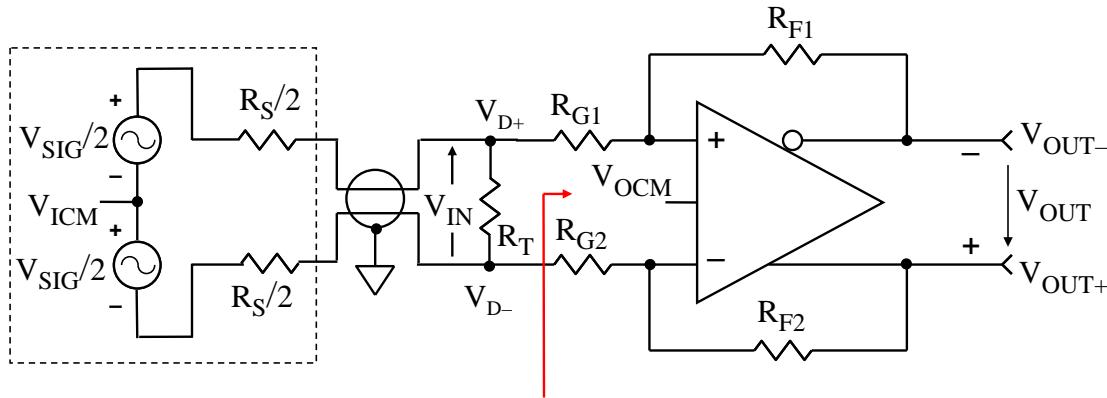 R_F1
R_S/2
V_D+
R_G1
+
V_SIG/2
−
+
V_OUT−
−
V_ICM
V_IN
V_OCM
V_OUT
+
V_SIG/2
−
R_T
R_G2
−
+
V_OUT+
R_S/2
V_D−
R_F2